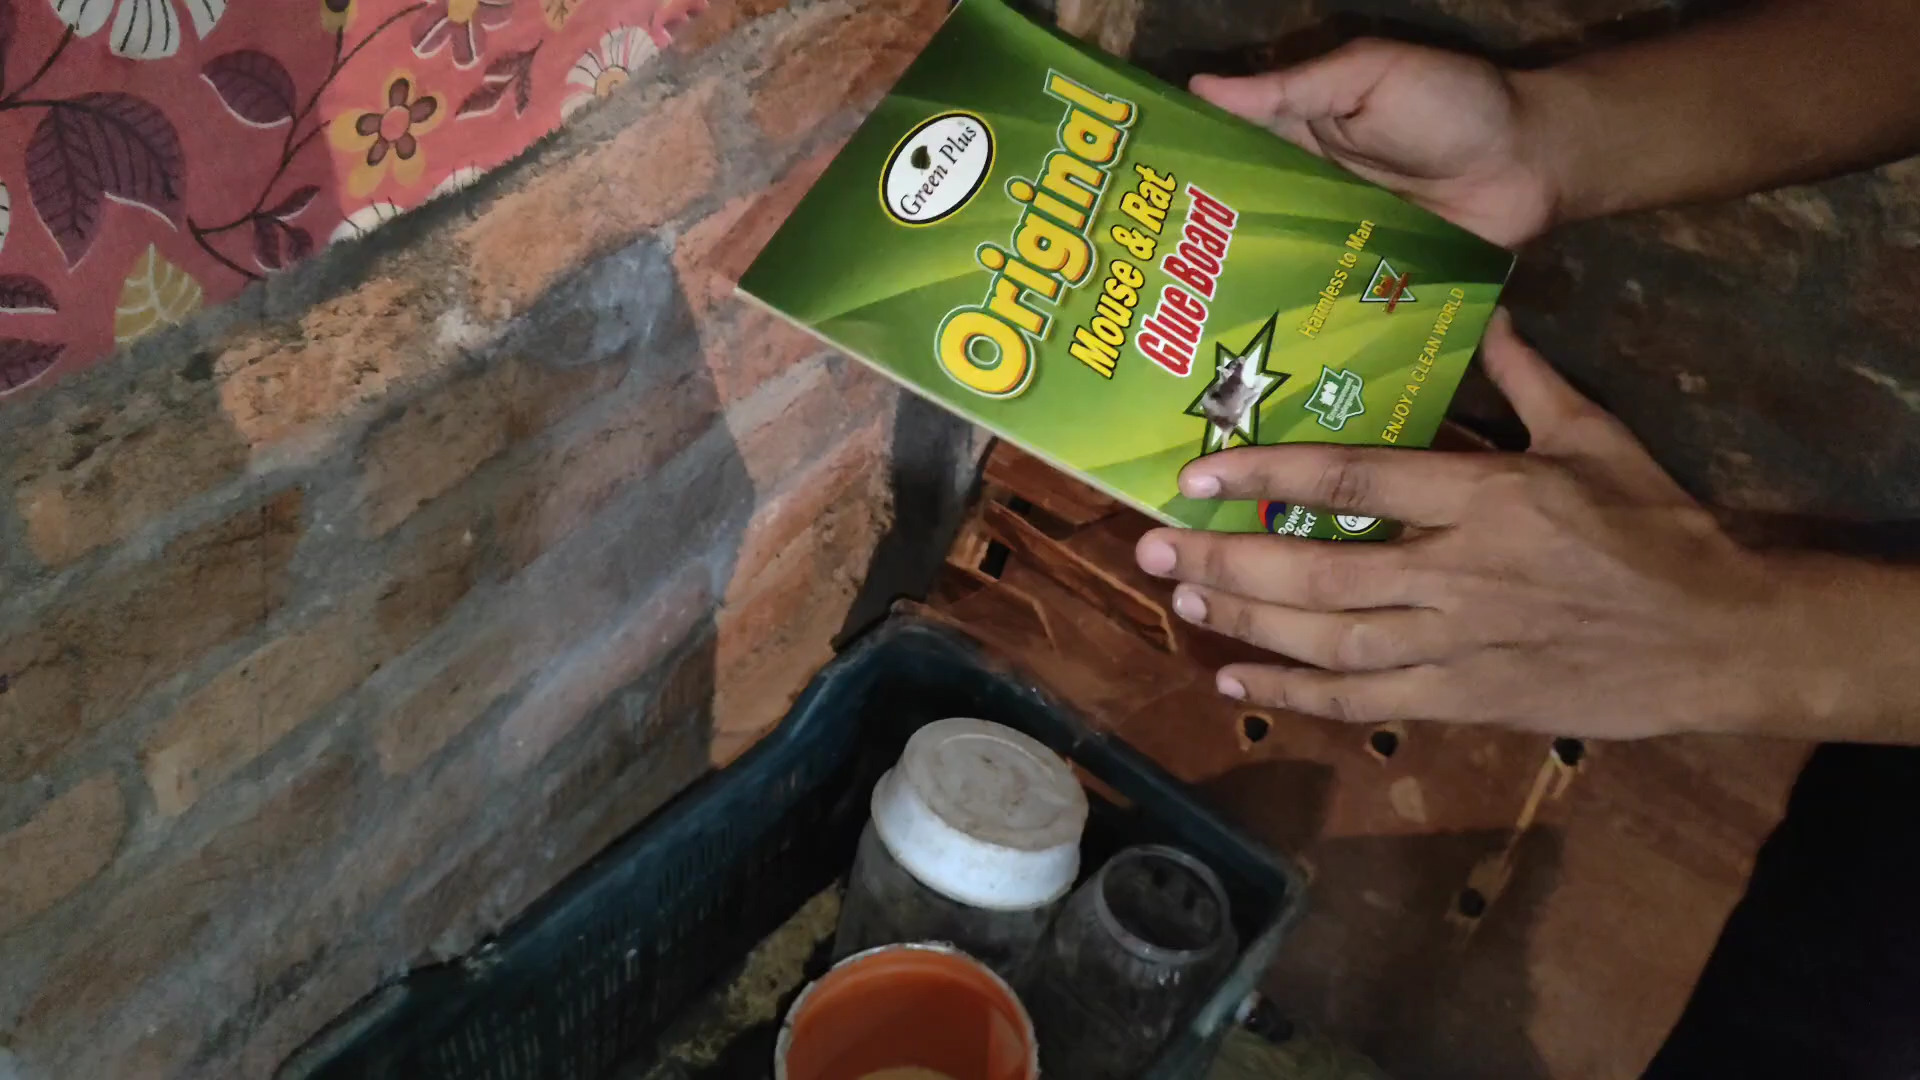 Green Plus
Original
Mouse & Rat
Glue Board
Harmless to Man
ENJOY A CLEAN WORLD